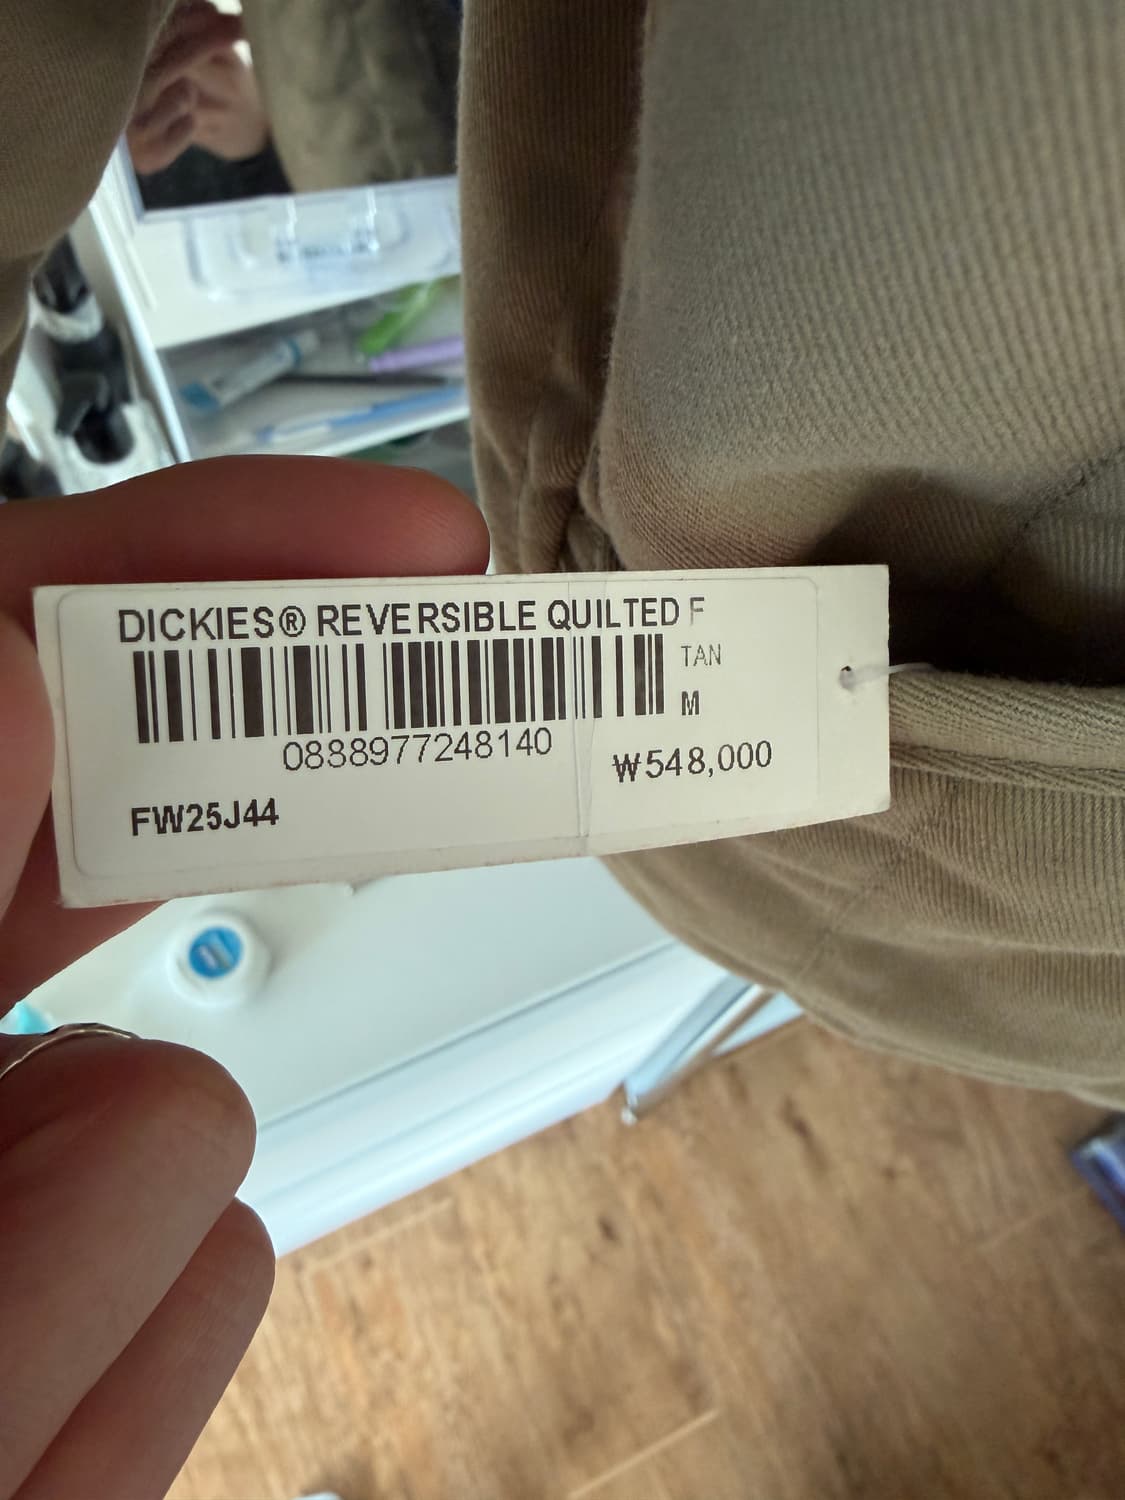 DICKIES® REVERSIBLE QUILTED F
TAN
M
0888977248140
₩548,000
FW25J44